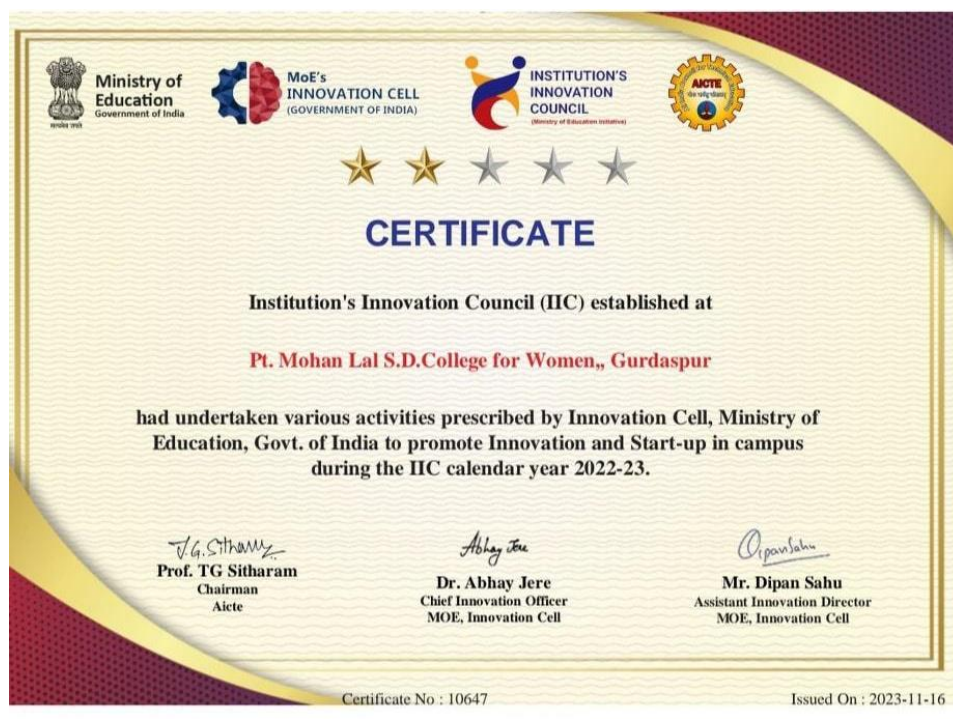 Ministry of
Education
Government of India
सत्यमेव जयते
MoE's
INNOVATION CELL
(GOVERNMENT OF INDIA)
INSTITUTION'S
INNOVATION
COUNCIL
(Ministry of Education Initiative)
AICTE
CERTIFICATE
Institution's Innovation Council (IIC) established at
Pt. Mohan Lal S.D.College for Women,, Gurdaspur
had undertaken various activities prescribed by Innovation Cell, Ministry of
Education, Govt. of India to promote Innovation and Start-up in campus
during the IIC calendar year 2022-23.
T.G. Sitharam
Prof. TG Sitharam
Chairman
Aicte
Abhay Jere
Dr. Abhay Jere
Chief Innovation Officer
MOE, Innovation Cell
Dipan Sahu
Mr. Dipan Sahu
Assistant Innovation Director
MOE, Innovation Cell
Certificate No : 10647
Issued On : 2023-11-16